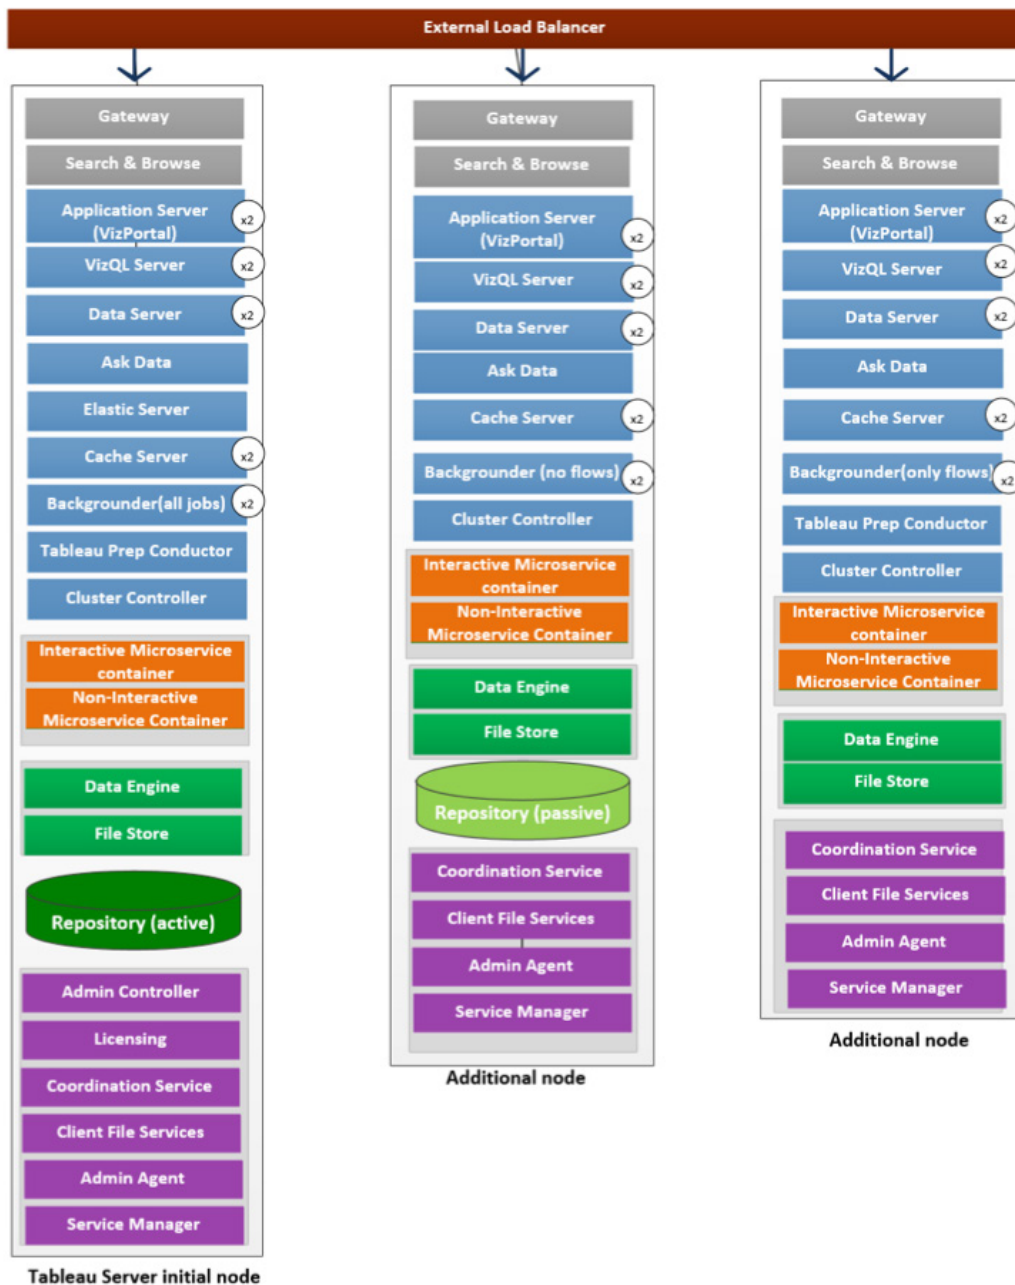 External Load Balancer
Gateway
Search & Browse
Application Server
(VizPortal)
x2
VizQL Server
x2
Data Server
x2
Ask Data
Elastic Server
Cache Server
x2
Backgrounder(all jobs)
x2
Tableau Prep Conductor
Cluster Controller
Interactive Microservice
container
Non-Interactive
Microservice Container
Data Engine
File Store
Repository (active)
Admin Controller
Licensing
Coordination Service
Client File Services
Admin Agent
Service Manager
Tableau Server initial node
Gateway
Search & Browse
Application Server
(VizPortal)
x2
VizQL Server
x2
Data Server
x2
Ask Data
Cache Server
x2
Backgrounder (no flows)
x2
Cluster Controller
Interactive Microservice
container
Non-Interactive
Microservice Container
Data Engine
File Store
Repository (passive)
Coordination Service
Client File Services
Admin Agent
Service Manager
Additional node
Gateway
Search & Browse
Application Server
(VizPortal)
x2
VizQL Server
x2
Data Server
x2
Ask Data
Cache Server
x2
Backgrounder(only flows)
x2
Tableau Prep Conductor
Cluster Controller
Interactive Microservice
container
Non-Interactive
Microservice Container
Data Engine
File Store
Coordination Service
Client File Services
Admin Agent
Service Manager
Additional node